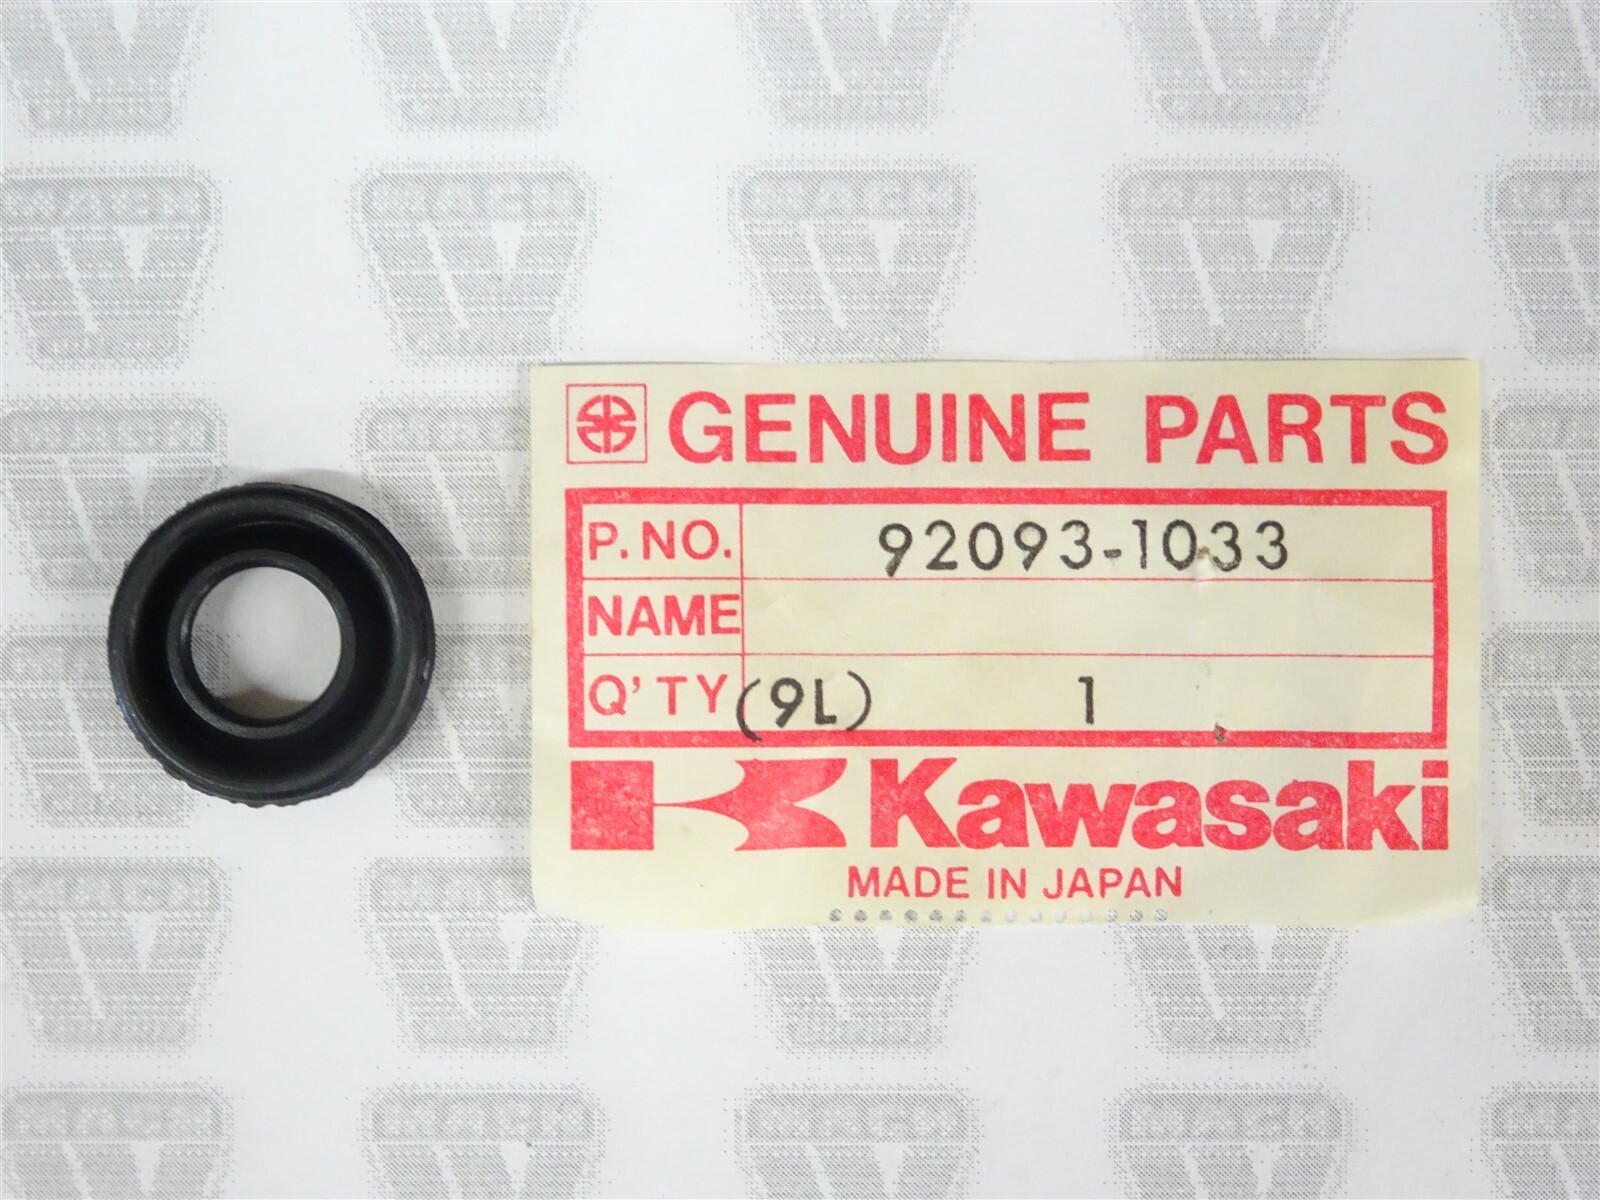 GENUINE PARTS
P. NO. 92093-1033
NAME
Q'TY (9L) 1
Kawasaki
MADE IN JAPAN